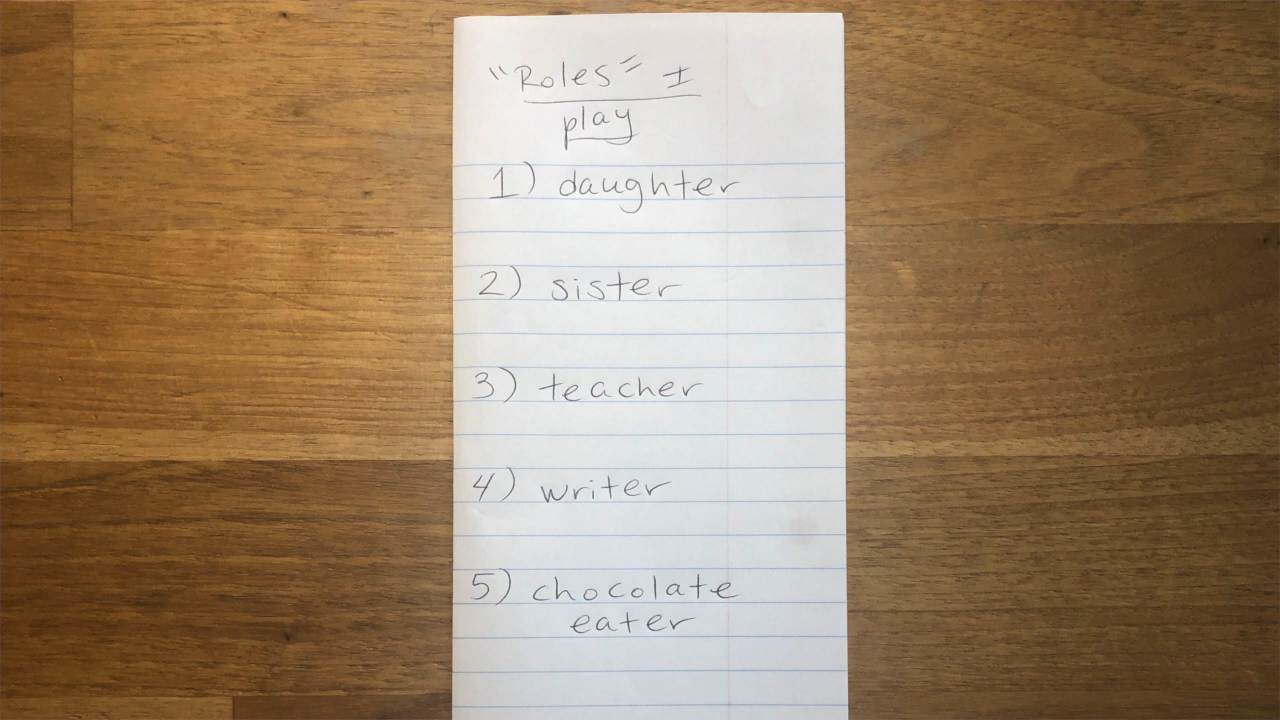 "Roles" I
play
1) daughter
2) sister
3) teacher
4) writer
5) chocolate
eater